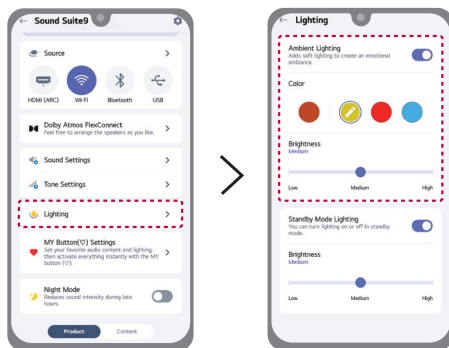 ← Sound Suite9
Source
HDMI (ARC) Wi-Fi Bluetooth USB
Dolby Atmos FlexConnect
Feel free to arrange the speakers as you like.
Sound Settings
Tone Settings
Lighting
MY Button(♡) Settings
Set your favorite audio content and lighting,
then activate everything instantly with the MY
button (♡).
Night Mode
Reduces sound intensity during late
hours.
Product Content
← Lighting
Ambient Lighting
Adds soft lighting to create an emotional
ambiance.
Color
Brightness
Medium
Low Medium High
Standby Mode Lighting
You can turn lighting on or off in standby
mode.
Brightness
Medium
Low Medium High